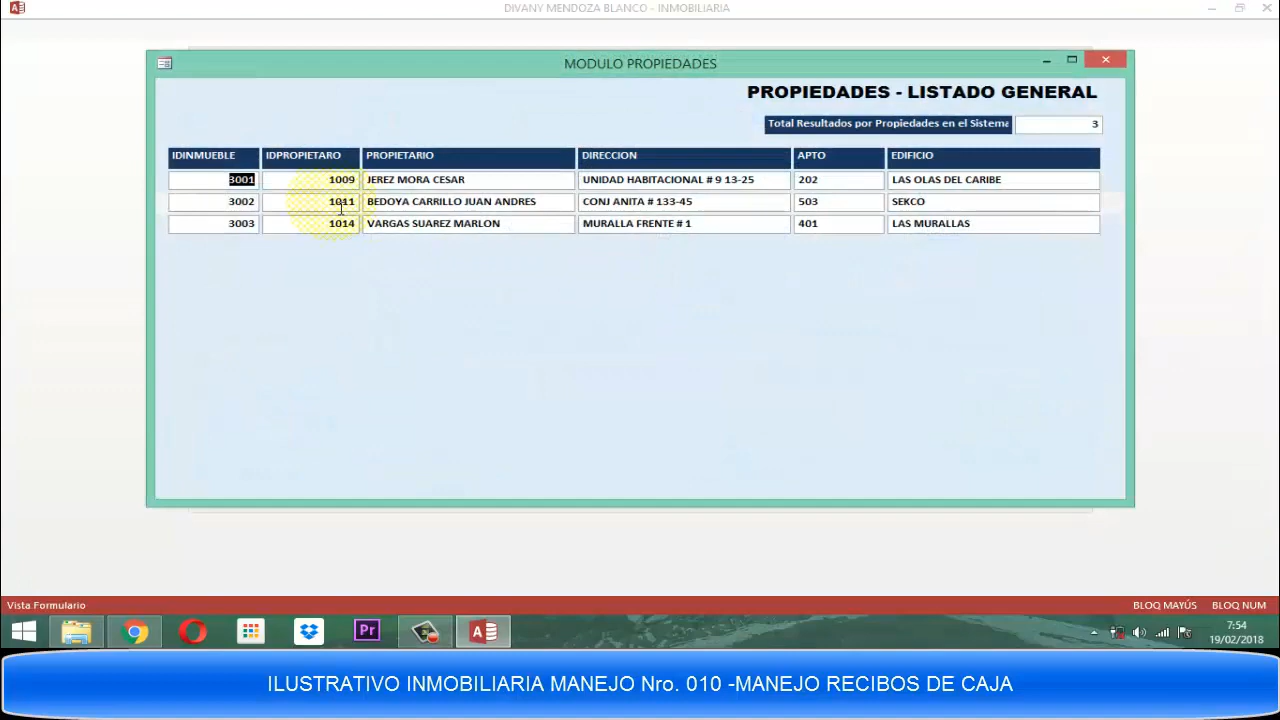 DIVANY MENDOZA BLANCO - INMOBILIARIA
MODULO PROPIEDADES
PROPIEDADES - LISTADO GENERAL
Total Resultados por Propiedades en el Sistema 3
IDINMUEBLE IDPROPIETARO PROPIETARIO DIRECCION APTO EDIFICIO
3001 1009 JEREZ MORA CESAR UNIDAD HABITACIONAL # 9 13-25 202 LAS OLAS DEL CARIBE
3002 1011 BEDOYA CARRILLO JUAN ANDRES CONJ ANITA # 133-45 503 SEKCO
3003 1014 VARGAS SUAREZ MARLON MURALLA FRENTE # 1 401 LAS MURALLAS
Vista Formulario BLOQ MAYÚS BLOQ NUM
Pr
7:54
19/02/2018
ILUSTRATIVO INMOBILIARIA MANEJO Nro. 010 -MANEJO RECIBOS DE CAJA